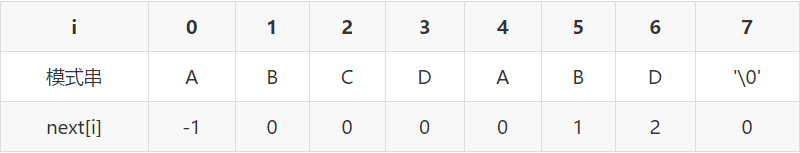 i 0 1 2 3 4 5 6 7
模式串 A B C D A B D '\0'
next[i] -1 0 0 0 0 1 2 0